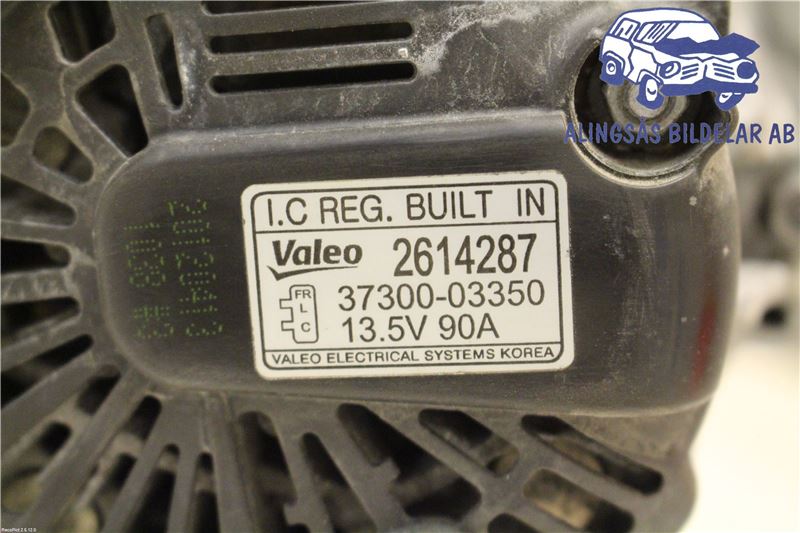 ALINGSÅS BILDELAR AB
I.C REG. BUILT IN
Valeo 2614287
FR
L
C
37300-03350
13.5V 90A
VALEO ELECTRICAL SYSTEMS KOREA